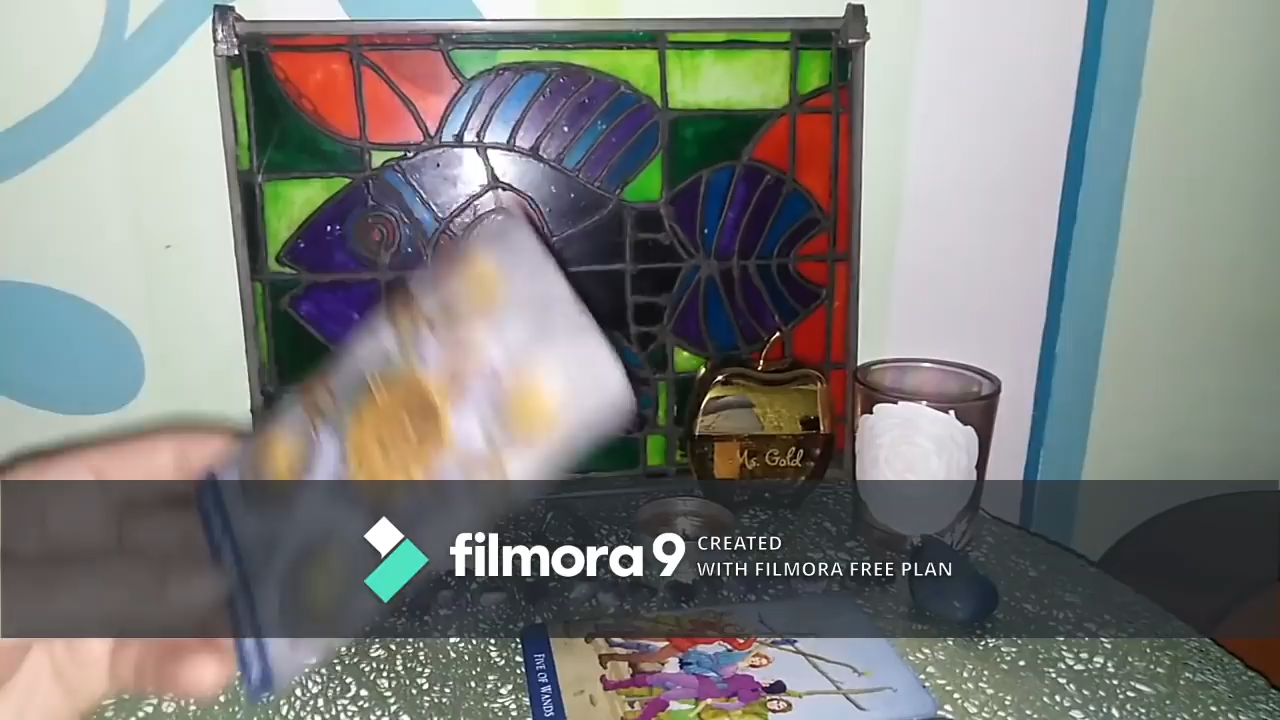 Ms. Gold
filmora 9
CREATED
WITH FILMORA FREE PLAN
FIVE OF WANDS